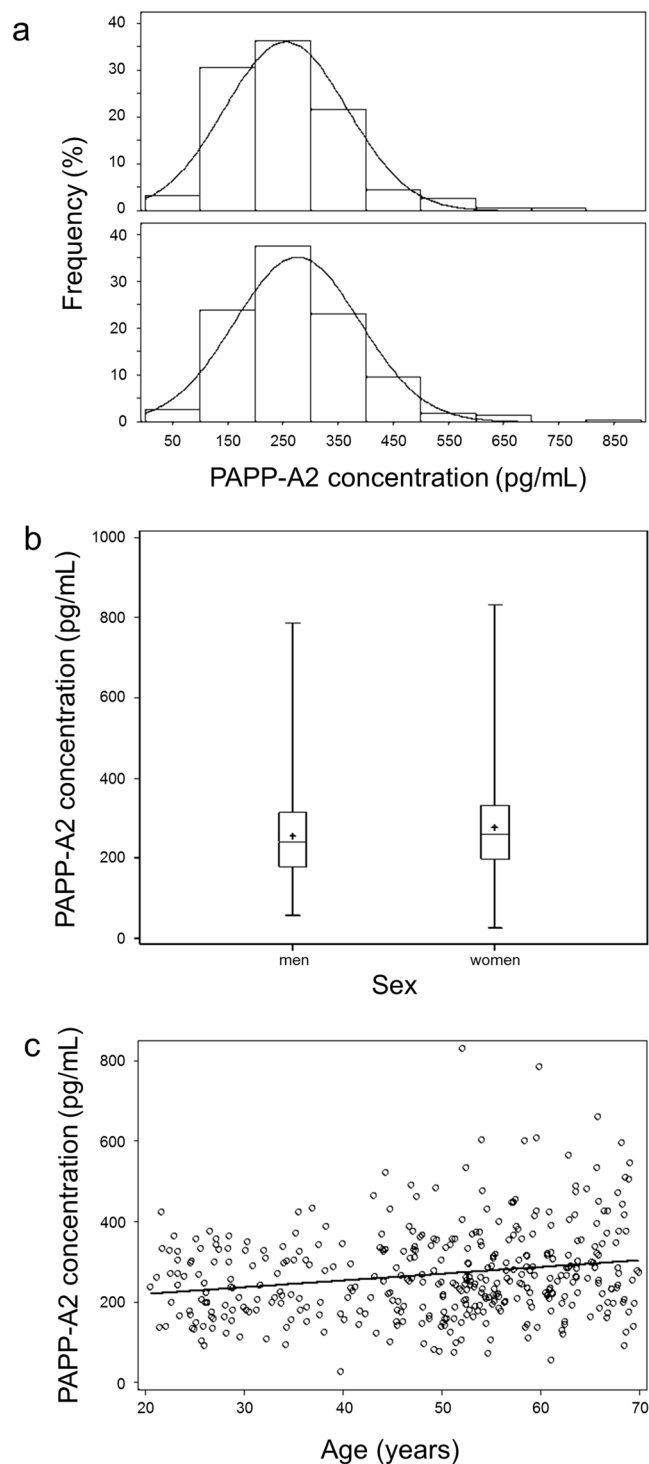 a
Frequency (%)
40
30
20
10
0
40
30
20
10
0
50 150 250 350 450 550 650 750 850
PAPP-A2 concentration (pg/mL)
b
PAPP-A2 concentration (pg/mL)
1000
800
600
400
200
0
men women
Sex
c
PAPP-A2 concentration (pg/mL)
800
600
400
200
0
20 30 40 50 60 70
Age (years)